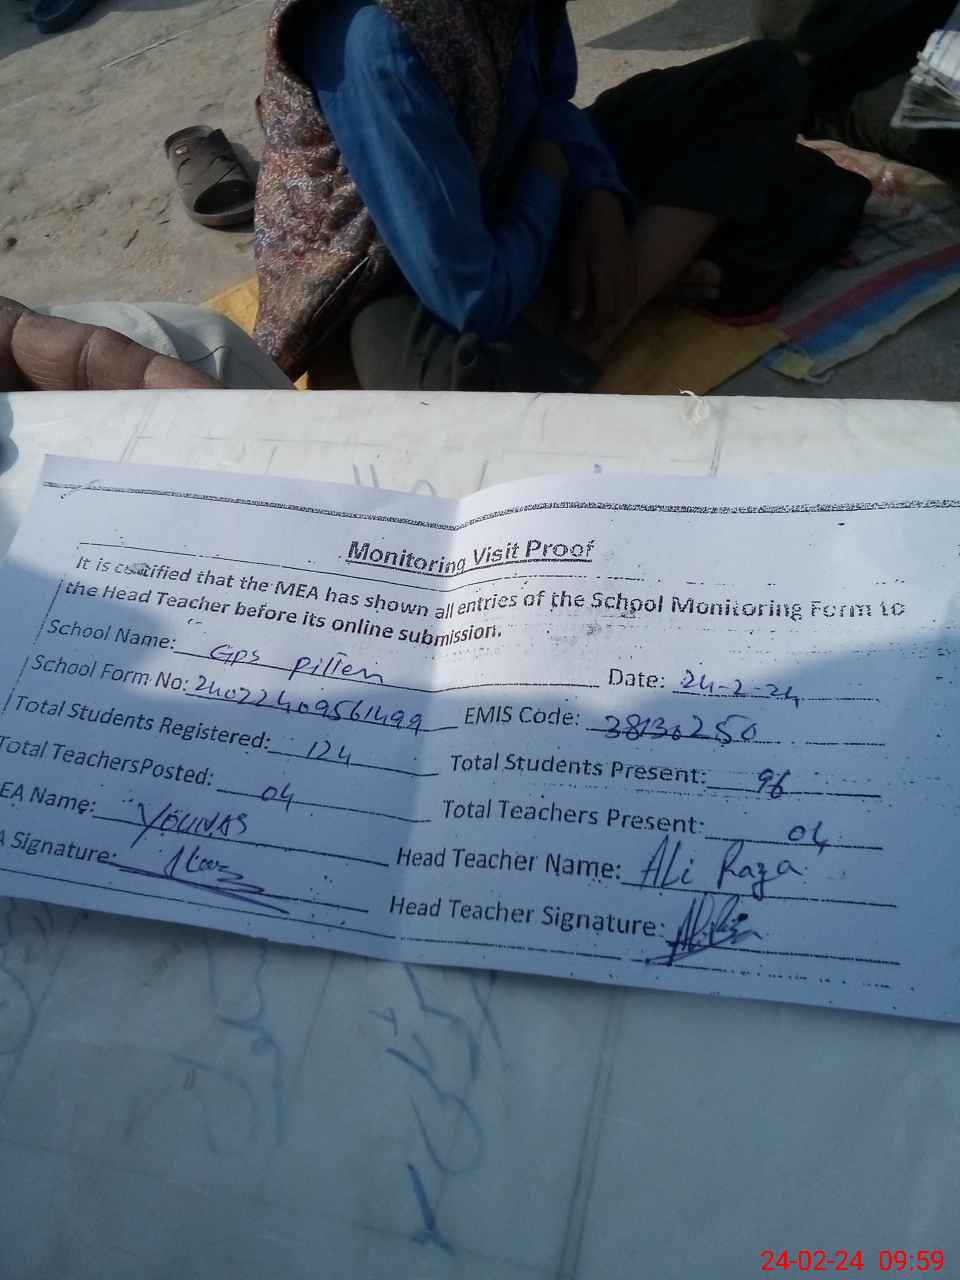 Monitoring Visit Proof
It is certified that the MEA has shown all entries of the School Monitoring Form to
the Head Teacher before its online submission.
School Name: GPS Date: 24-2-24
School Form No: 24022409561499 EMIS Code: 38130250
Total Students Registered: 124 Total Students Present: 96
Total TeachersPosted: 04 Total Teachers Present: 04
EA Name: YOUNAS Head Teacher Name: Ali Raza
A Signature: Head Teacher Signature:
24-02-24 09:59